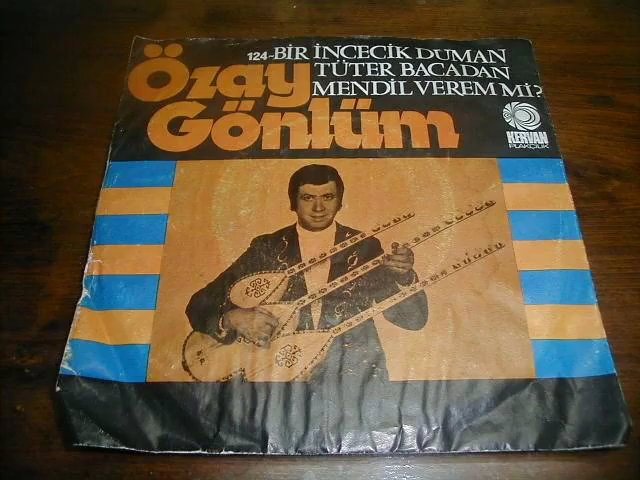 124-BİR İNCECİK DUMAN
TÜTER BACADAN
MENDİL VEREM Mİ?
Özay
Gönlüm
KERVAN
PLAKÇILIK